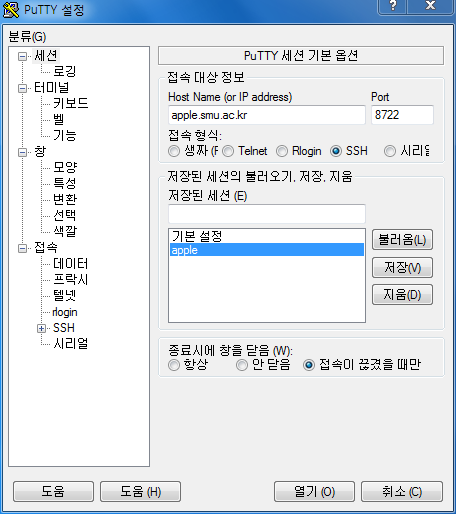 PuTTY 설정
분류(G)
세션
로깅
터미널
키보드
벨
기능
창
모양
특성
변환
선택
색깔
접속
데이터
프락시
텔넷
rlogin
SSH
시리얼
PuTTY 세션 기본 옵션
접속 대상 정보
Host Name (or IP address) Port
apple.smu.ac.kr 8722
접속 형식:
생짜 (F Telnet Rlogin SSH 시리얼
저장된 세션의 불러오기, 저장, 지움
저장된 세션 (E)
기본 설정
apple
불러옴(L)
저장(V)
지움(D)
종료시에 창을 닫음 (W):
항상 안 닫음 접속이 끊겼을 때만
도움 도움 (H) 열기 (O) 취소 (C)